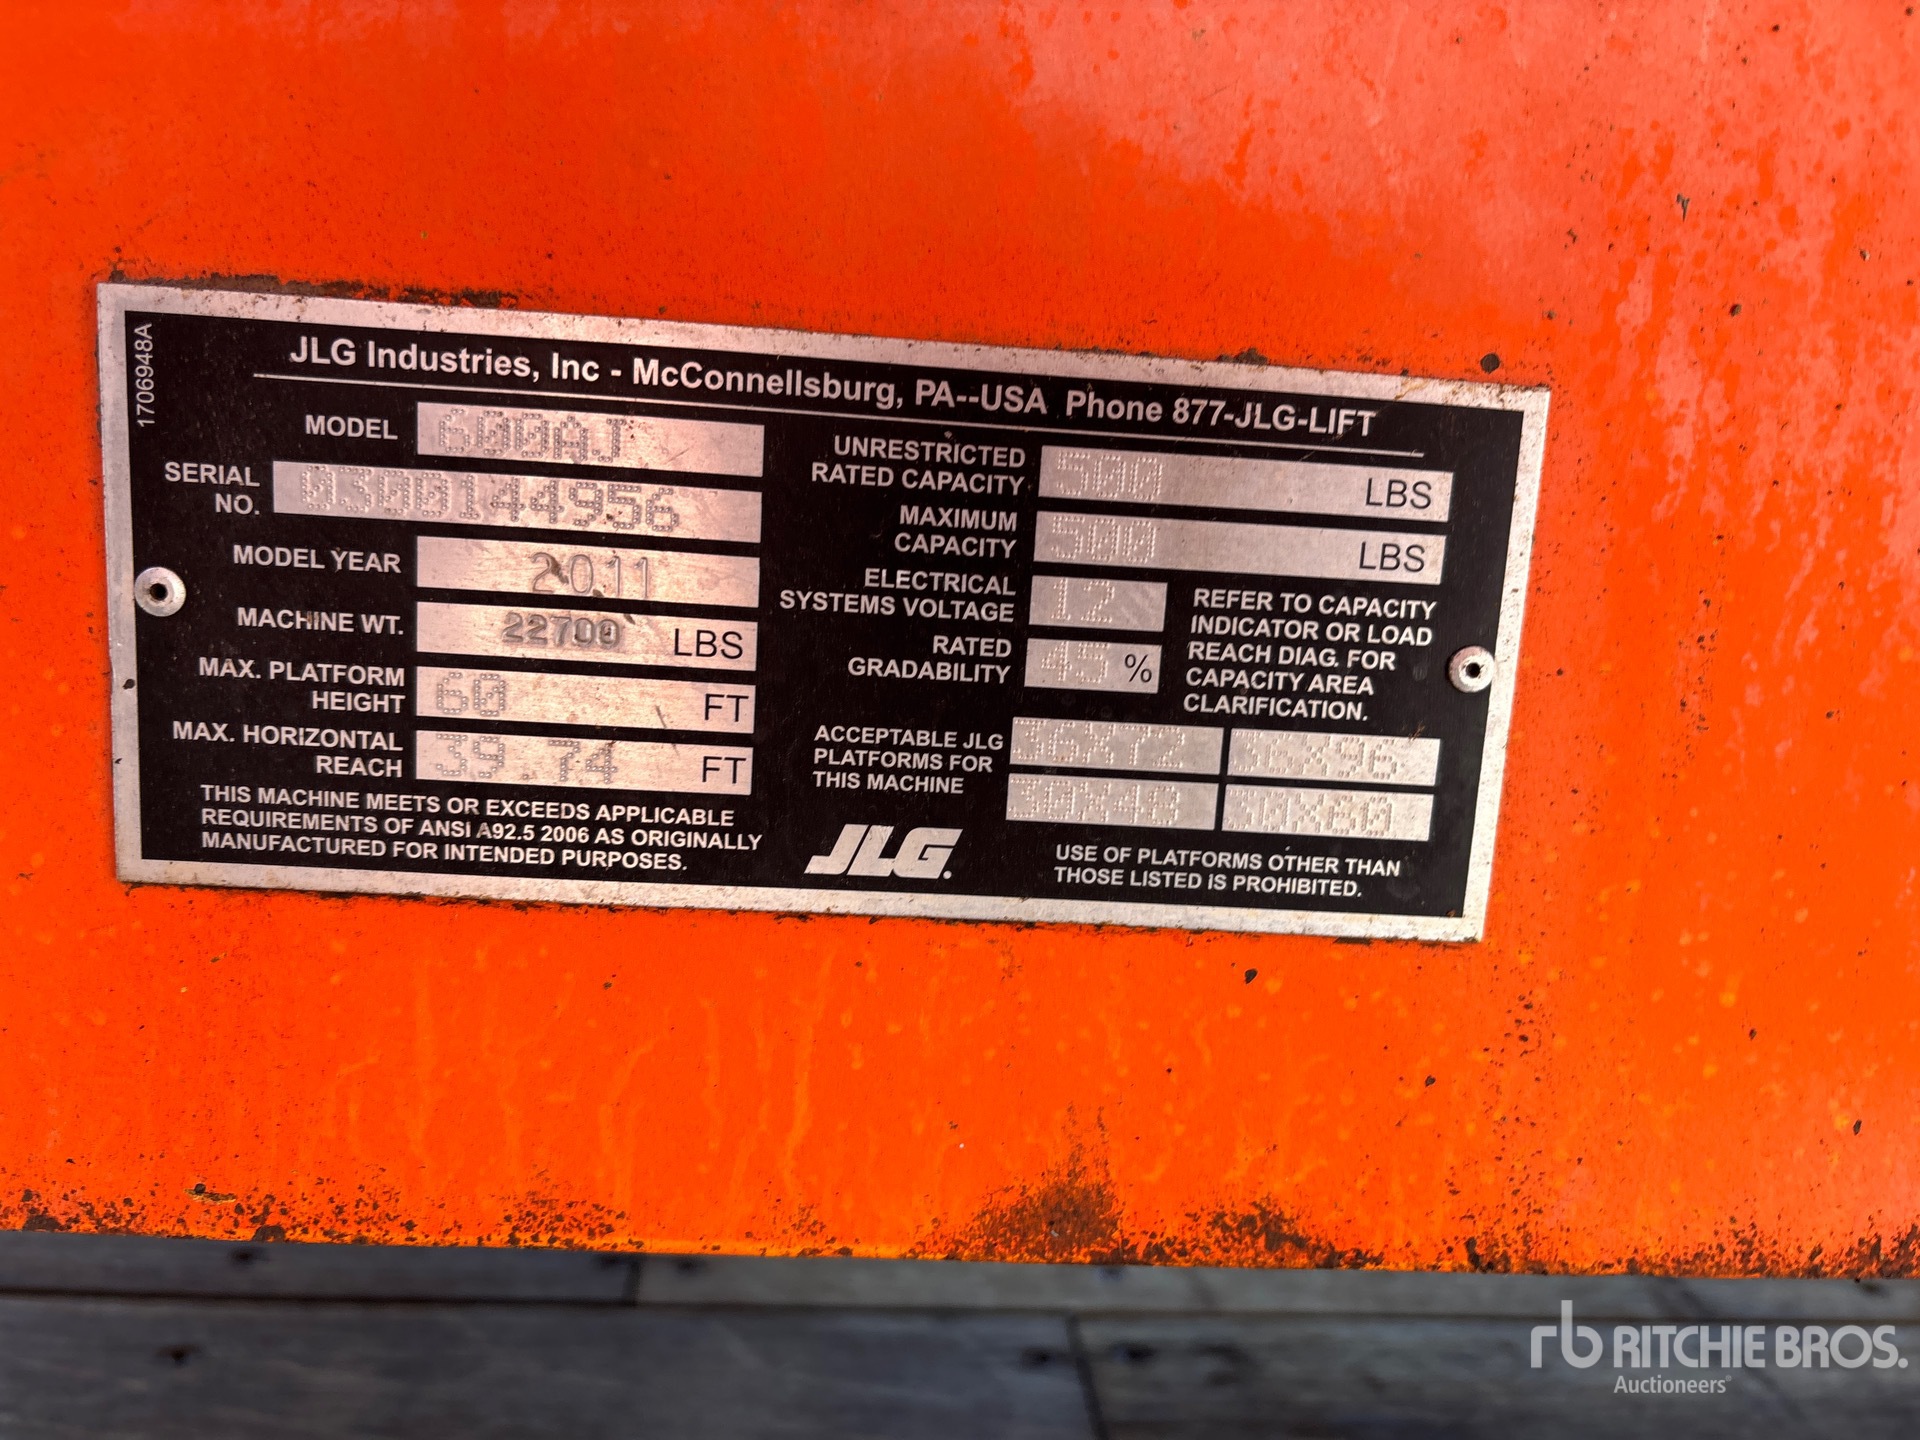 1706948A
JLG Industries, Inc - McConnellsburg, PA--USA Phone 877-JLG-LIFT
MODEL 600AJ
SERIAL NO. 0300144956
MODEL YEAR 2011
MACHINE WT. 22700 LBS
MAX. PLATFORM HEIGHT 60 FT
MAX. HORIZONTAL REACH 39.74 FT
THIS MACHINE MEETS OR EXCEEDS APPLICABLE
REQUIREMENTS OF ANSI A92.5 2006 AS ORIGINALLY
MANUFACTURED FOR INTENDED PURPOSES.
UNRESTRICTED RATED CAPACITY 500 LBS
MAXIMUM CAPACITY 500 LBS
ELECTRICAL SYSTEMS VOLTAGE 12
RATED GRADABILITY 45 %
REFER TO CAPACITY
INDICATOR OR LOAD
REACH DIAG. FOR
CAPACITY AREA
CLARIFICATION.
ACCEPTABLE JLG
PLATFORMS FOR
THIS MACHINE
36X72 36X96
30X48 30X60
JLG.
USE OF PLATFORMS OTHER THAN
THOSE LISTED IS PROHIBITED.
rb RITCHIE BROS.
Auctioneers